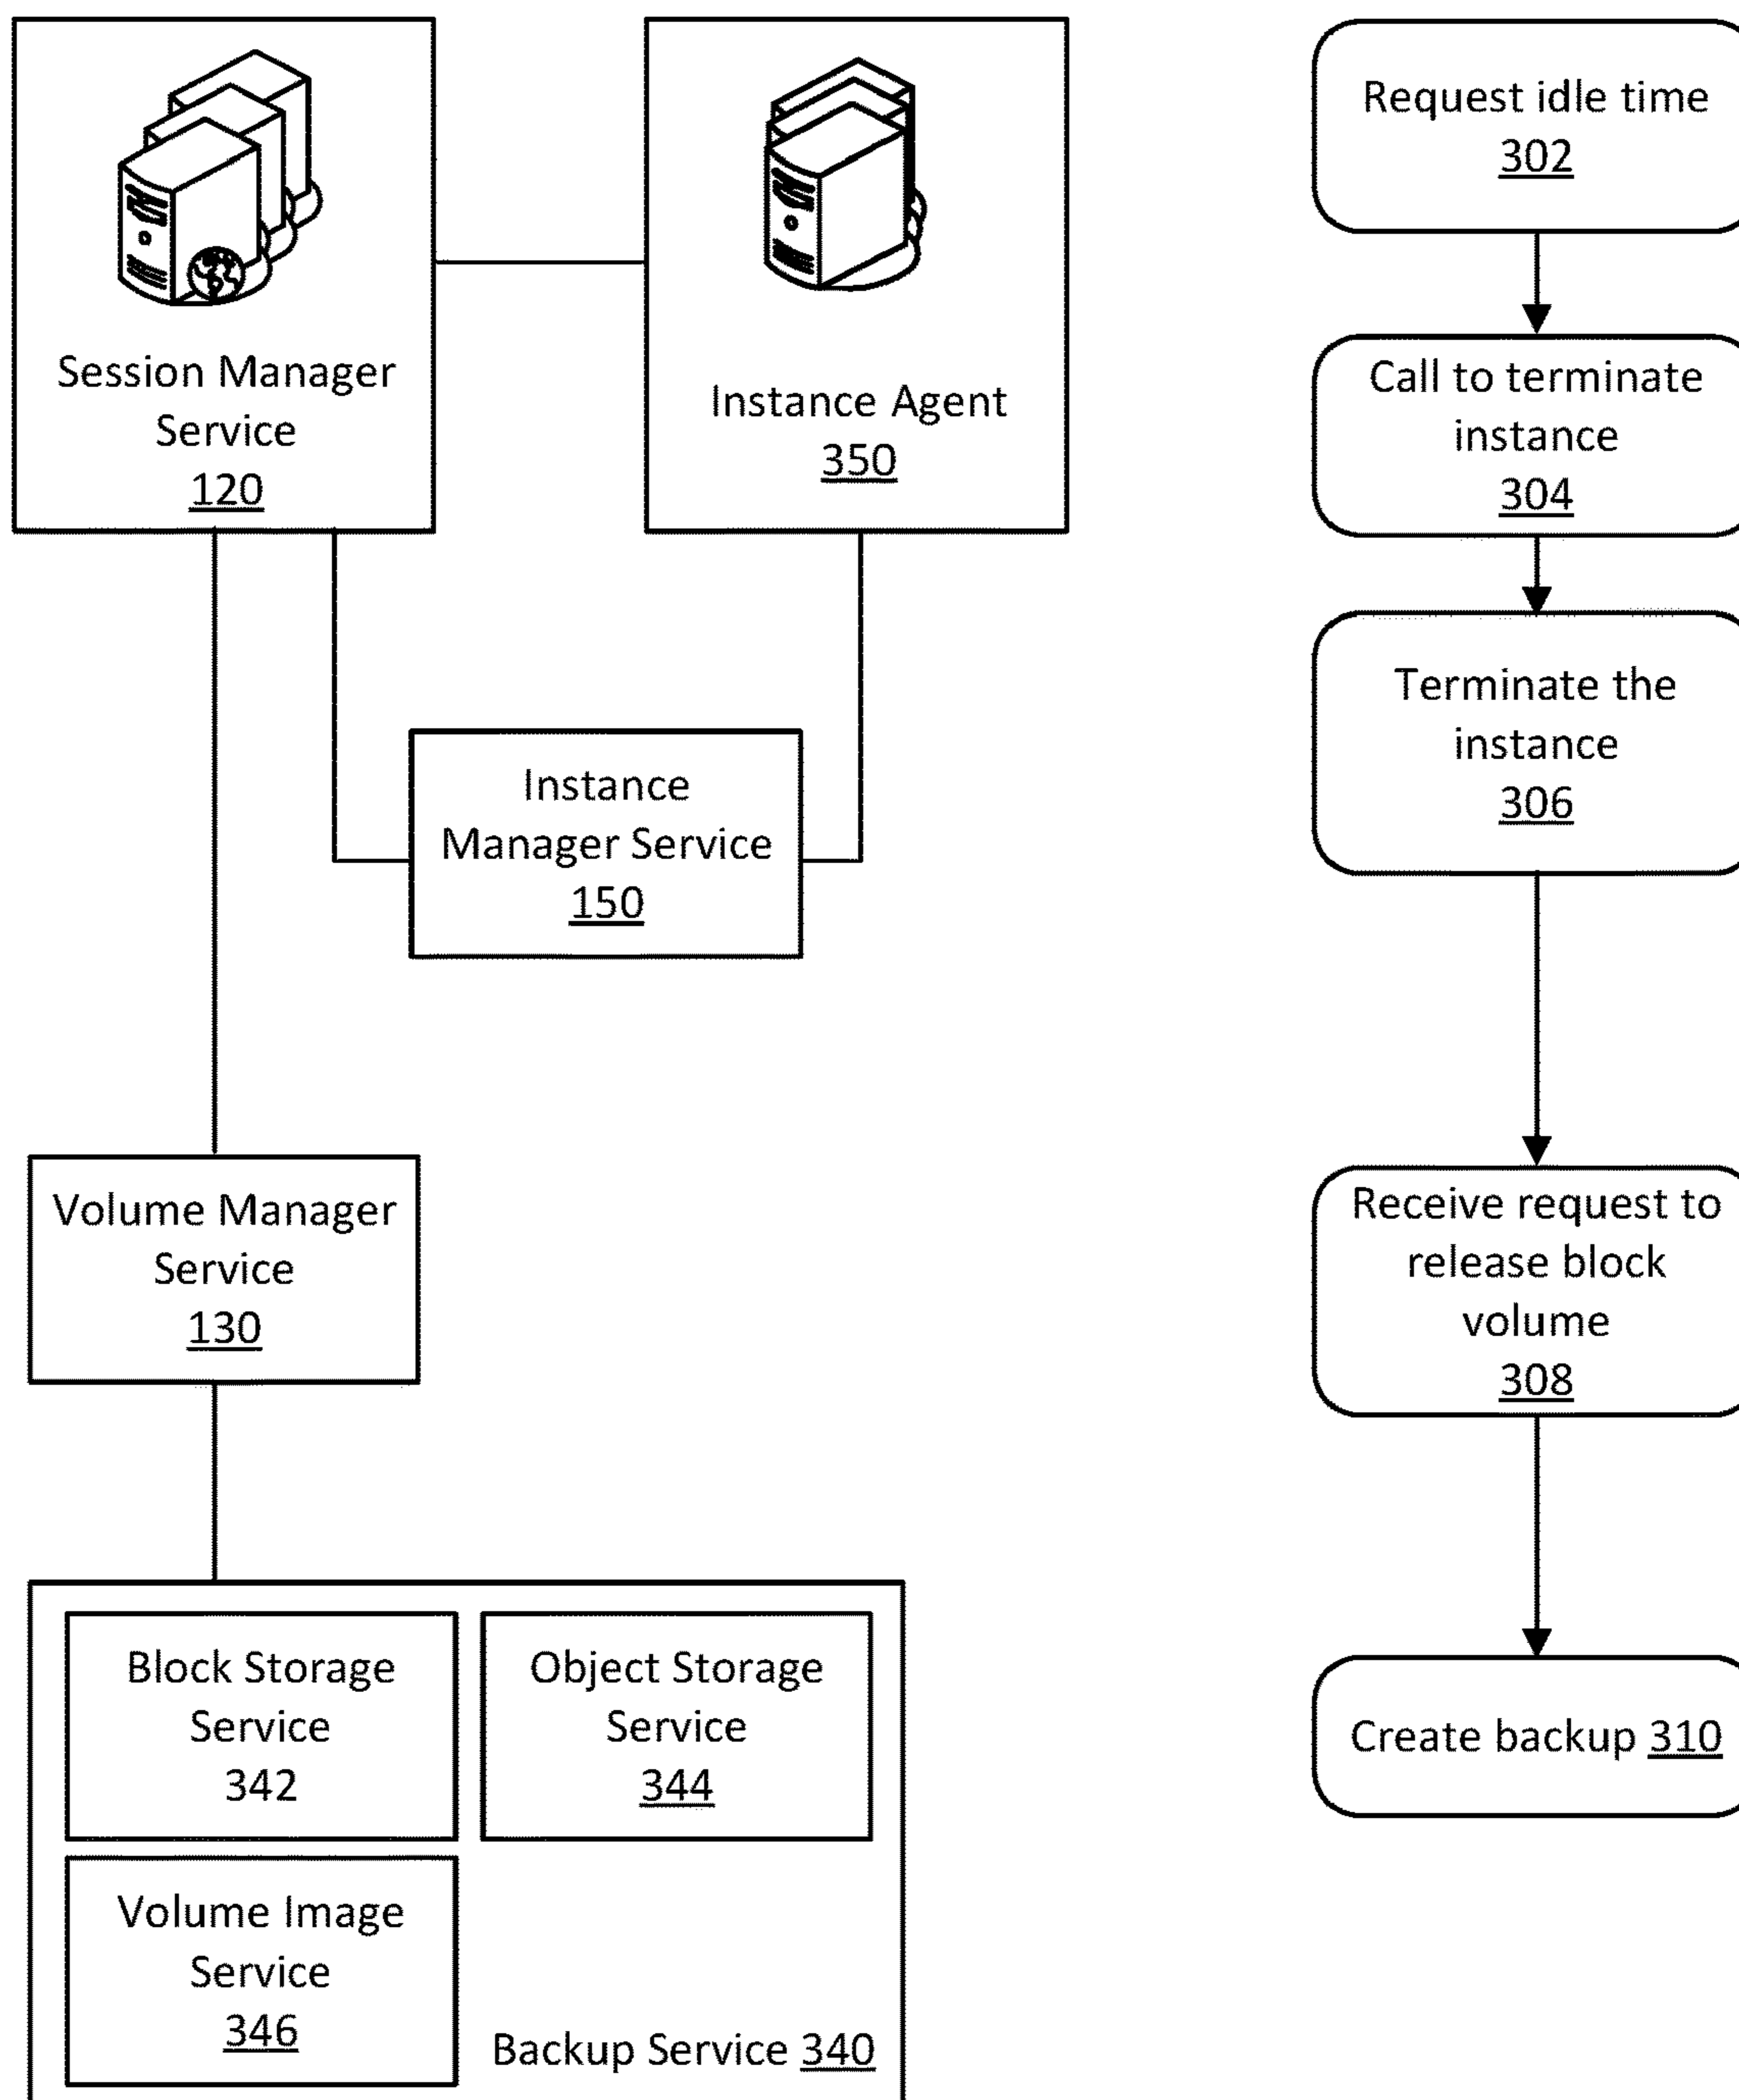 Session Manager
Service
120
Instance Agent
350
Instance
Manager Service
150
Volume Manager
Service
130
Block Storage
Service
342
Object Storage
Service
344
Volume Image
Service
346
Backup Service 340
Request idle time
302
Call to terminate
instance
304
Terminate the
instance
306
Receive request to
release block
volume
308
Create backup 310